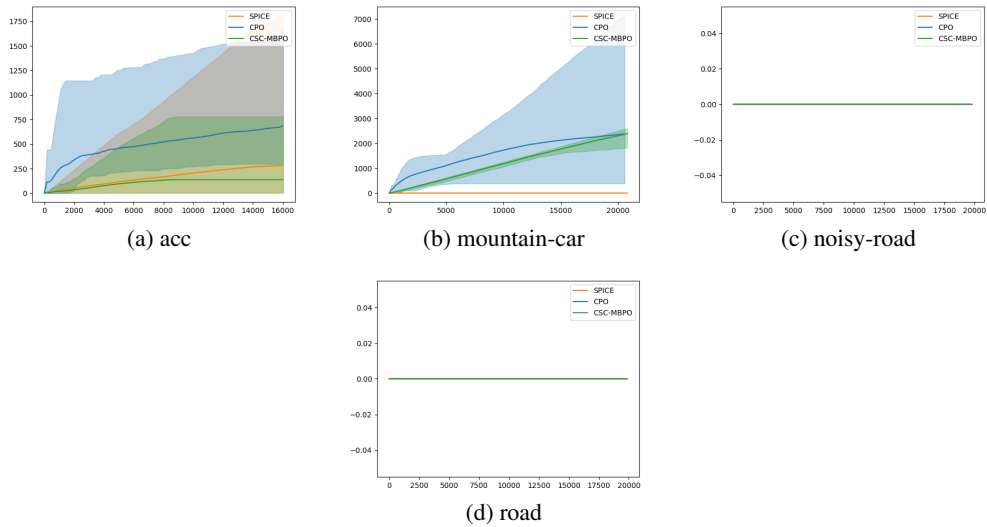 1750
1500
1250
1000
750
500
250
0
0 2000 4000 6000 8000 10000 12000 14000 16000
SPICE
CPO
CSC-MBPO
(a) acc
7000
6000
5000
4000
3000
2000
1000
0
0 5000 10000 15000 20000
SPICE
CPO
CSC-MBPO
(b) mountain-car
0.04
0.02
0.00
−0.02
−0.04
0 2500 5000 7500 10000 12500 15000 17500 20000
SPICE
CPO
CSC-MBPO
(c) noisy-road
0.04
0.02
0.00
−0.02
−0.04
0 2500 5000 7500 10000 12500 15000 17500 20000
SPICE
CPO
CSC-MBPO
(d) road